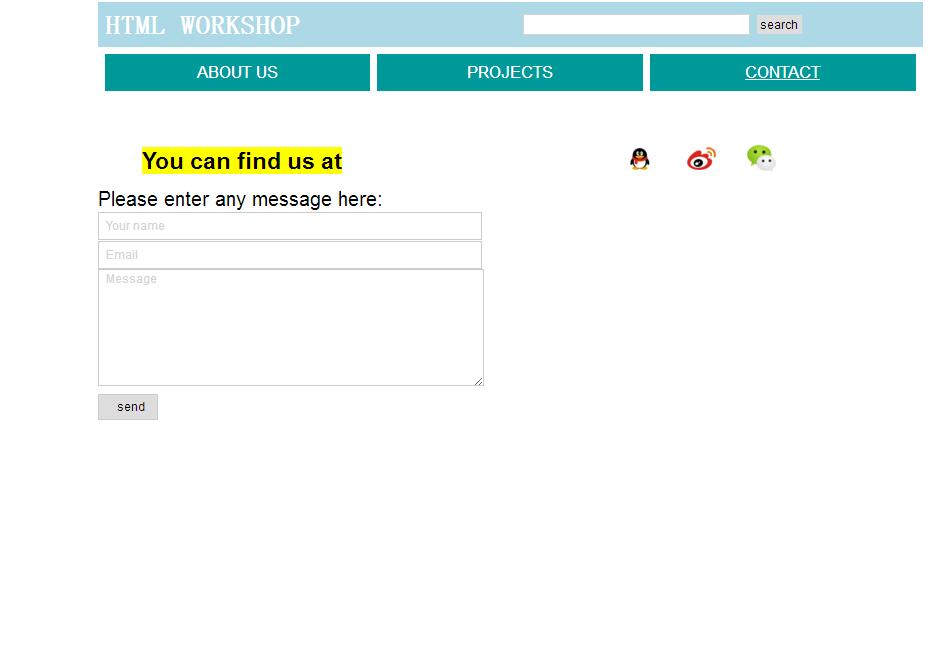 HTML WORKSHOP
search
ABOUT US
PROJECTS
CONTACT
You can find us at
Please enter any message here:
Your name
Email
Message
send